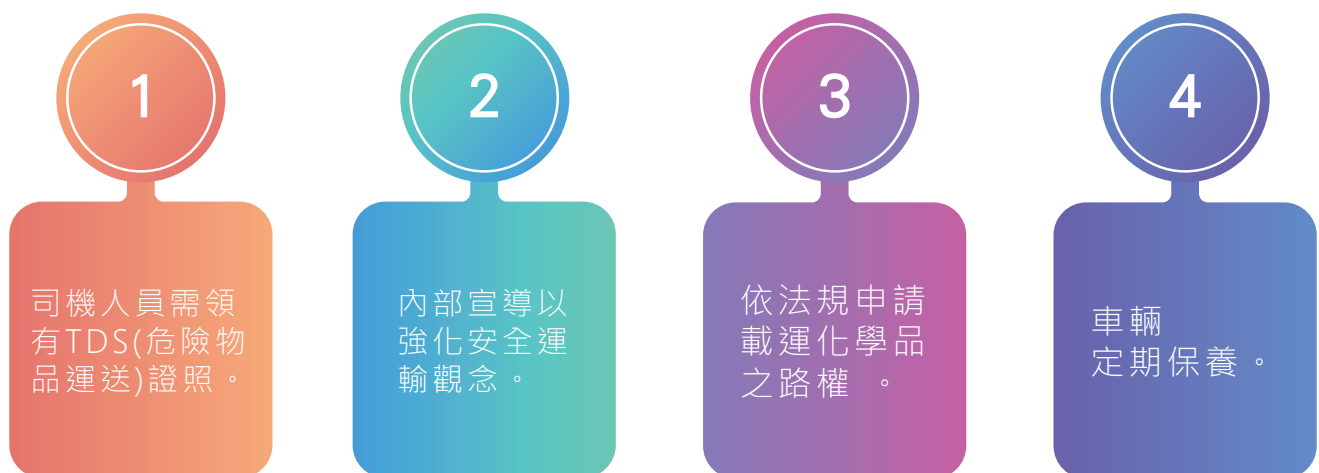 1
司機人員需領
有TDS(危險物
品運送)證照。
2
內部宣導以
強化安全運
輸觀念。
3
依法規申請
載運化學品
之路權 。
4
車輛
定期保養。